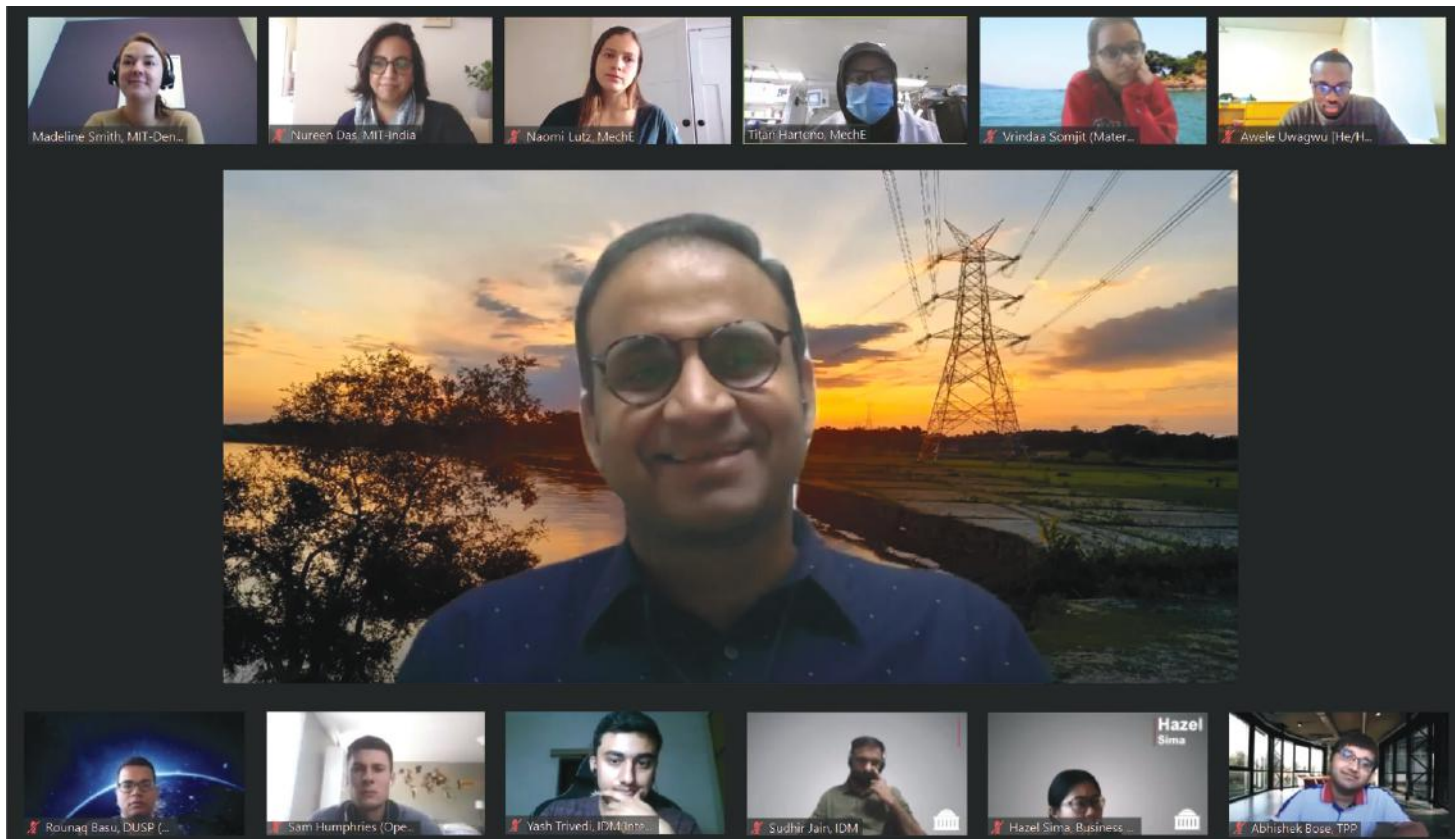 Madeline Smith, MIT-Den...
Nureen Das, MIT-India
Naomi Lutz, MechE
Titan Hartono, MechE
Vrindaa Somjit (Mater...
Awele Uwagwu [He/H...
Rounaq Basu, DUSP (...
Sam Humphries (Ope...
Yash Trivedi, IDM Inte...
Sudhir Jain, IDM
Hazel
Sima
Hazel Sima, Business ...
Abhishek Bose, TPP